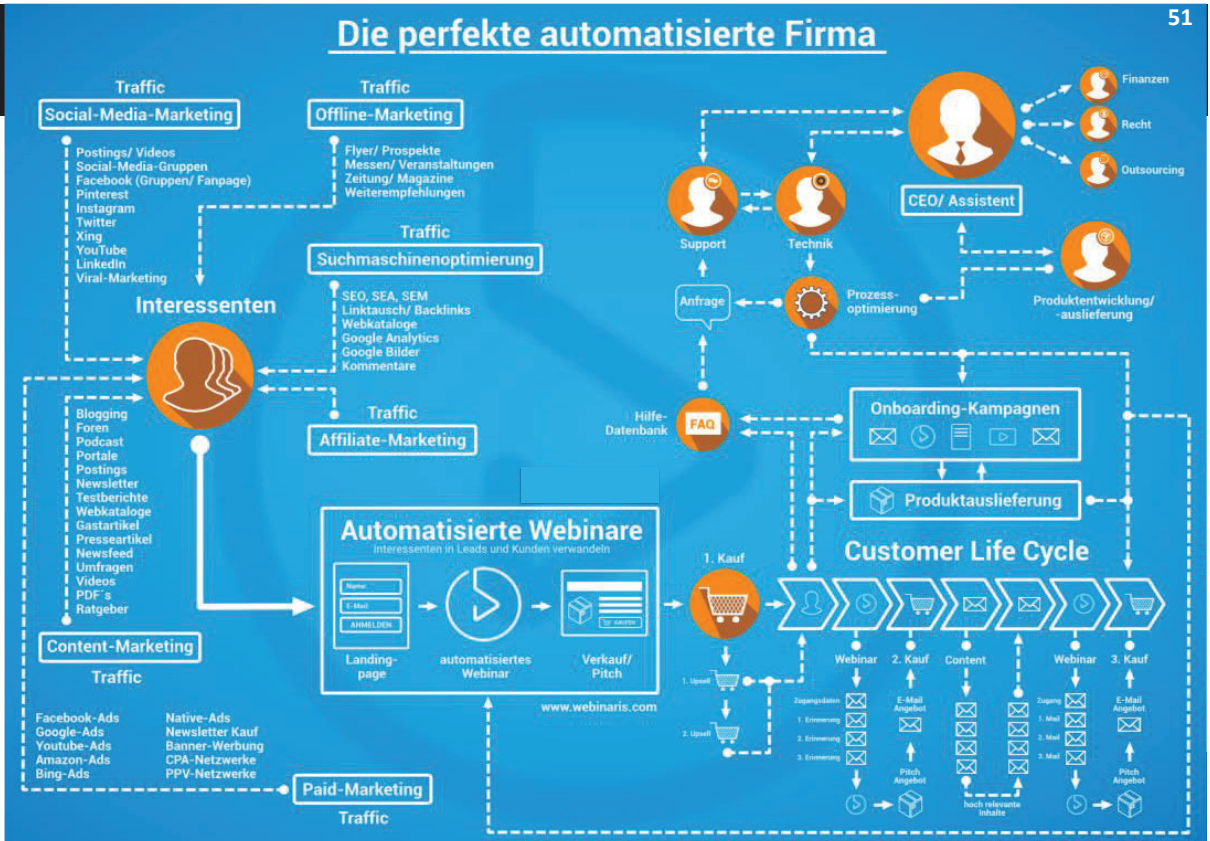 51
Die perfekte automatisierte Firma
Traffic
Social-Media-Marketing
Postings/ Videos
Social-Media-Gruppen
Facebook (Gruppen/ Fanpage)
Pinterest
Instagram
Twitter
Xing
YouTube
LinkedIn
Viral-Marketing
Traffic
Offline-Marketing
Flyer/ Prospekte
Messen/ Veranstaltungen
Zeitung/ Magazine
Weiterempfehlungen
Traffic
Suchmaschinenoptimierung
SEO, SEA, SEM
Linktausch/ Backlinks
Webkataloge
Google Analytics
Google Bilder
Kommentare
Traffic
Affiliate-Marketing
Interessenten
Blogging
Foren
Podcast
Portale
Postings
Newsletter
Testberichte
Webkataloge
Gastartikel
Presseartikel
Newsfeed
Umfragen
Videos
PDF´s
Ratgeber
Content-Marketing
Traffic
Facebook-Ads
Google-Ads
Youtube-Ads
Amazon-Ads
Bing-Ads
Native-Ads
Newsletter Kauf
Banner-Werbung
CPA-Netzwerke
PPV-Netzwerke
Paid-Marketing
Traffic
CEO/ Assistent
Finanzen
Recht
Outsourcing
Support
Technik
Anfrage
Prozess-
optimierung
Produktentwicklung/
-auslieferung
Hilfe-
Datenbank
FAQ
Onboarding-Kampagnen
Produktauslieferung
Automatisierte Webinare
Interessenten in Leads und Kunden verwandeln
Name:
E-Mail:
ANMELDEN
KAUFEN
Landing-
page
automatisiertes
Webinar
Verkauf/
Pitch
www.webinaris.com
1. Kauf
1. Upsell
2. Upsell
Customer Life Cycle
Webinar
2. Kauf
Content
Webinar
3. Kauf
Zugangsdaten
1. Erinnerung
2. Erinnerung
3. Erinnerung
E-Mail
Angebot
Pitch
Angebot
hoch relevante
Inhalte
Zugang
1. Mail
2. Mail
3. Mail
E-Mail
Angebot
Pitch
Angebot